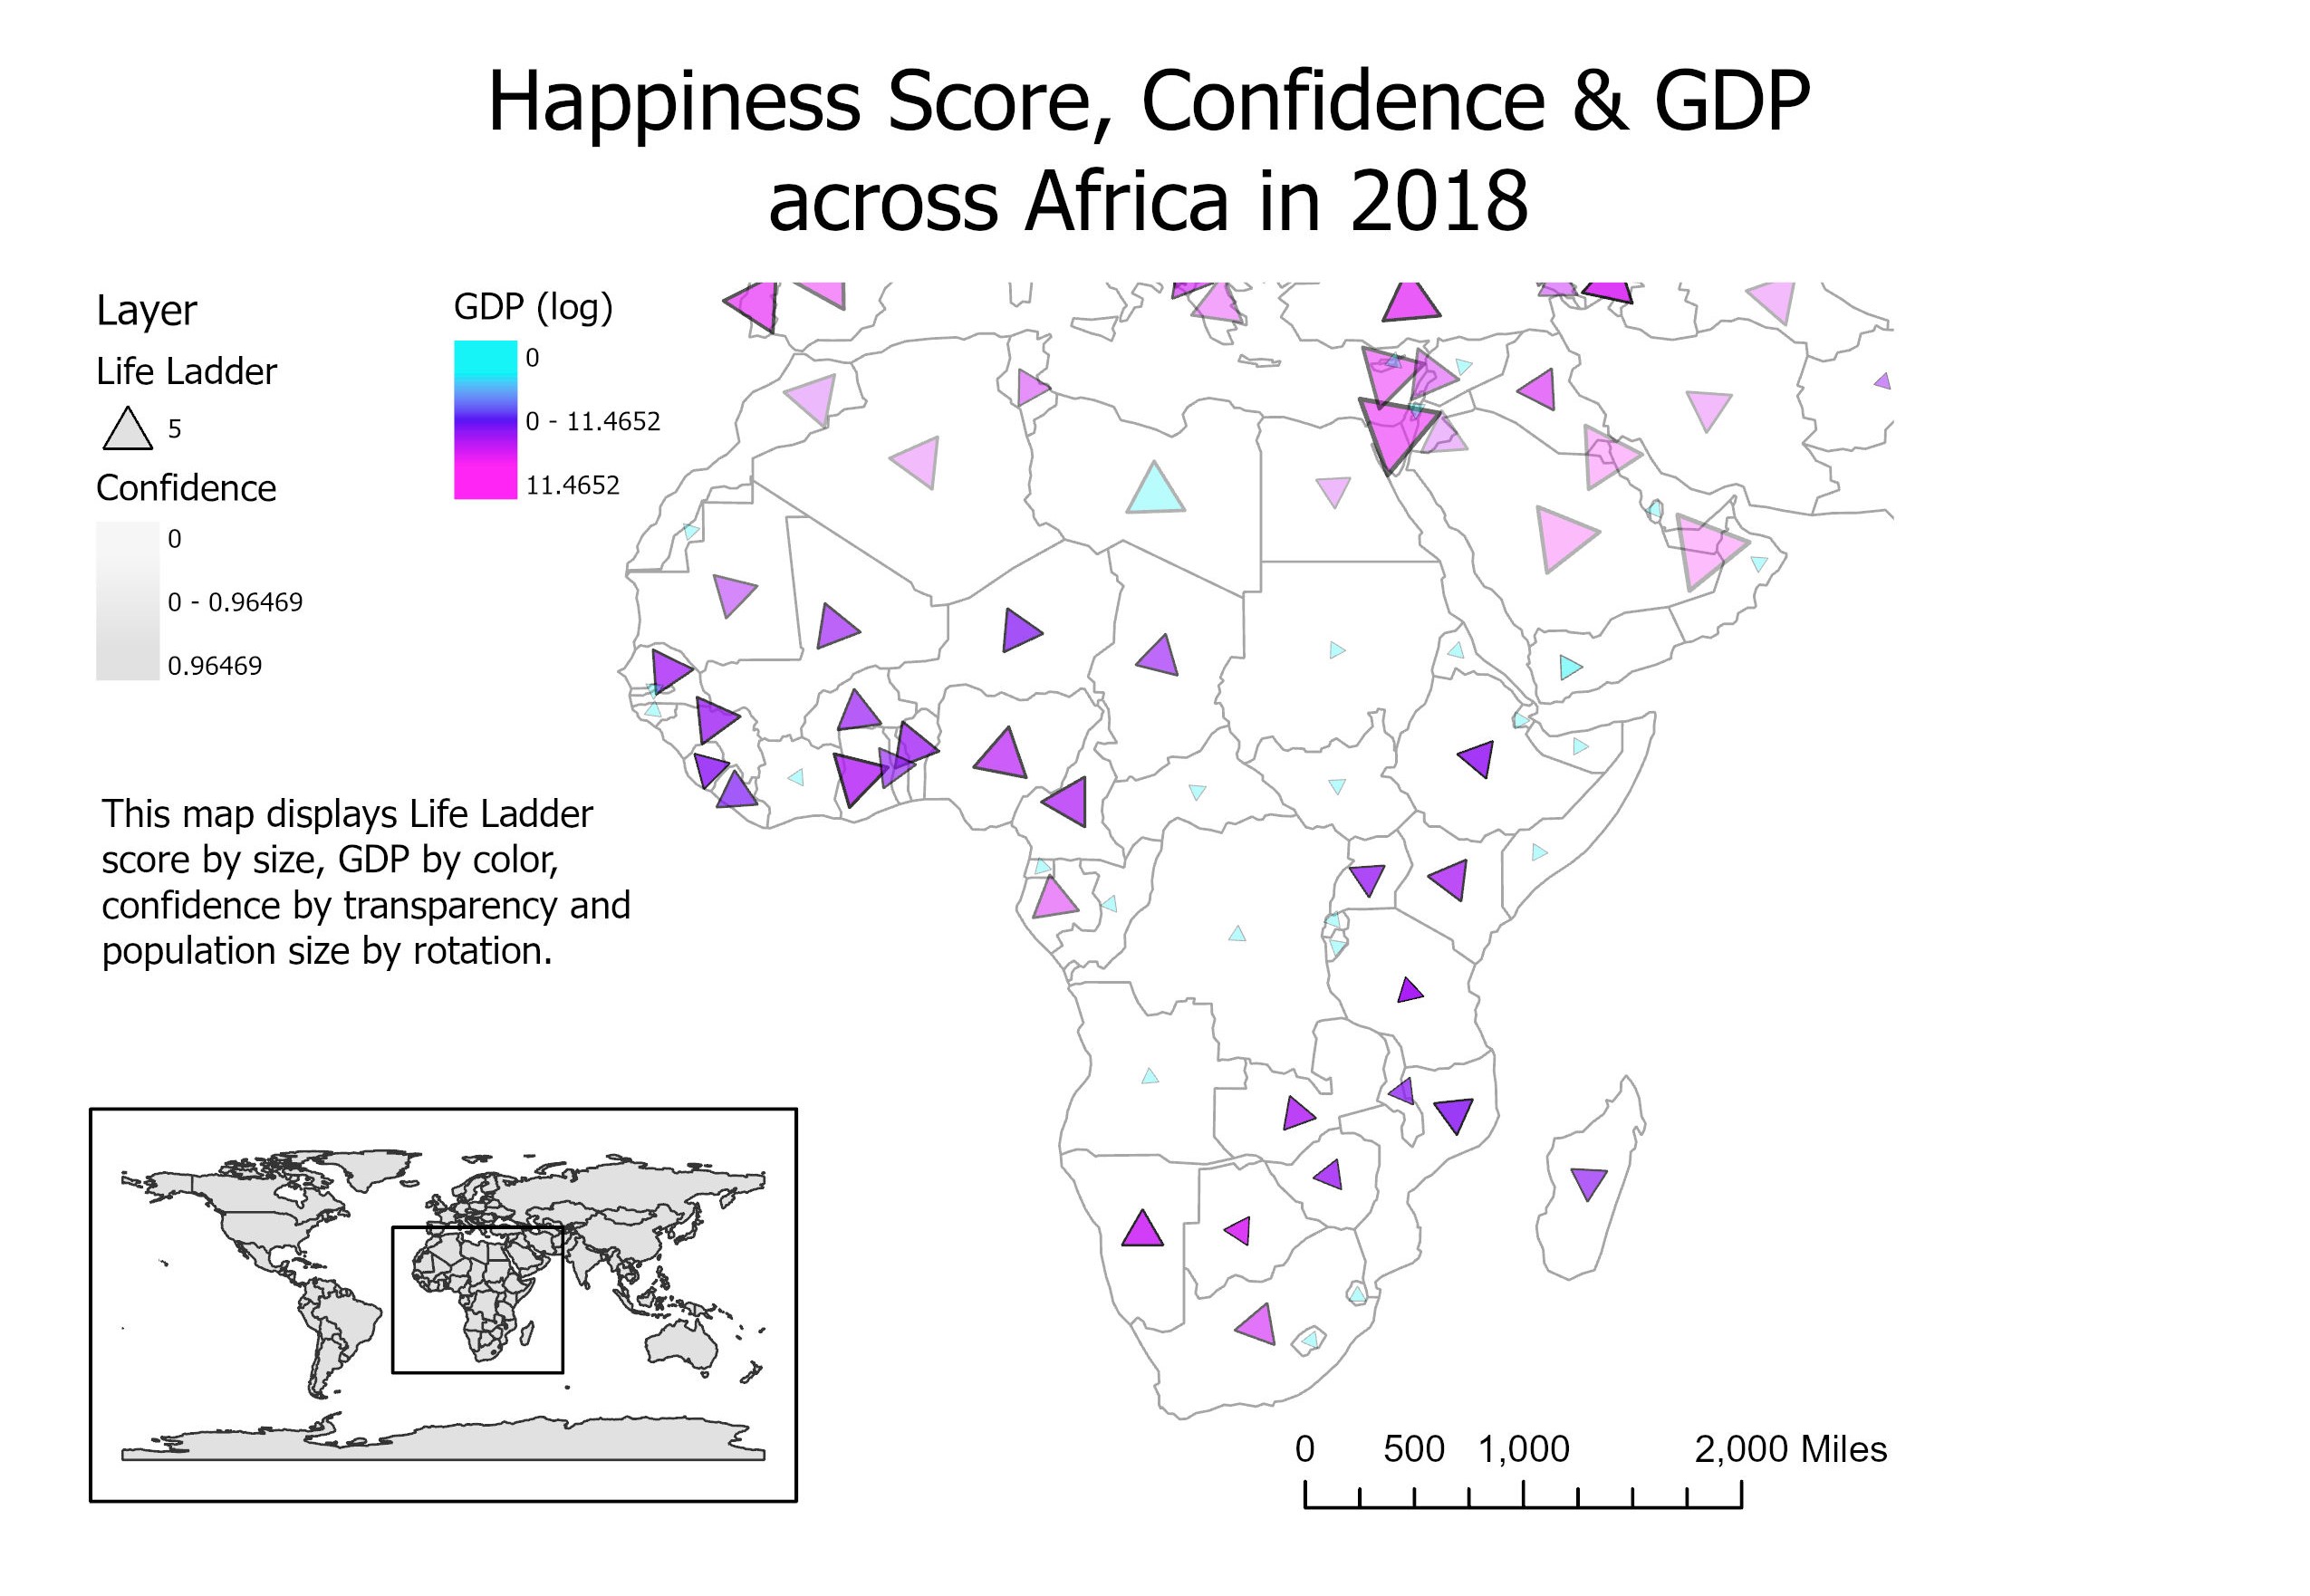 Happiness Score, Confidence & GDP
across Africa in 2018
Layer
Life Ladder
5
Confidence
0
0 - 0.96469
0.96469
GDP (log)
0
0 - 11.4652
11.4652
This map displays Life Ladder
score by size, GDP by color,
confidence by transparency and
population size by rotation.
0 500 1,000 2,000 Miles